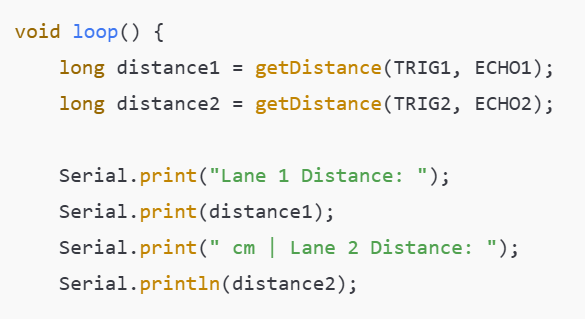 void loop() {
    long distance1 = getDistance(TRIG1, ECHO1);
    long distance2 = getDistance(TRIG2, ECHO2);

    Serial.print("Lane 1 Distance: ");
    Serial.print(distance1);
    Serial.print(" cm | Lane 2 Distance: ");
    Serial.println(distance2);